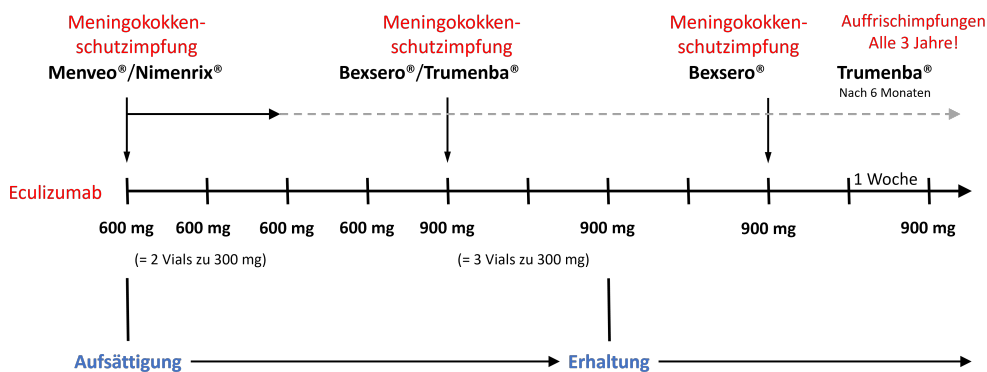 Meningokokken-
schutzimpfung
Menveo®/Nimenrix®
Meningokokken-
schutzimpfung
Bexsero®/Trumenba®
Meningokokken-
schutzimpfung
Bexsero®
Auffrischimpfungen
Alle 3 Jahre!
Trumenba®
Nach 6 Monaten
Eculizumab
1 Woche
600 mg 600 mg 600 mg 600 mg 900 mg 900 mg 900 mg 900 mg
(= 2 Vials zu 300 mg) (= 3 Vials zu 300 mg)
Aufsättigung Erhaltung